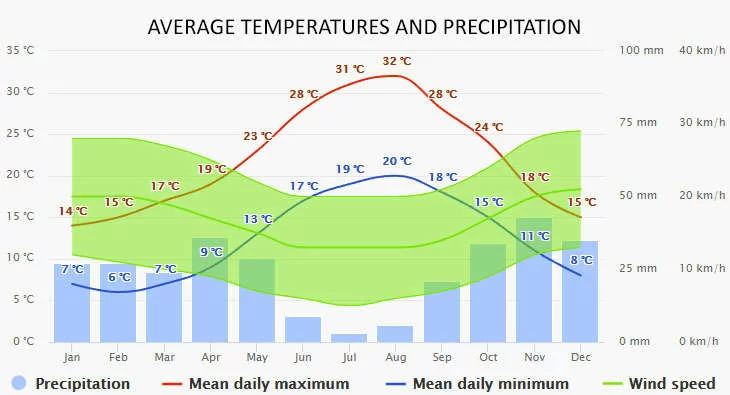 AVERAGE TEMPERATURES AND PRECIPITATION
35 °C 100 mm 40 km/h
32 °C
31 °C
30 °C
28 °C 28 °C
75 mm 30 km/h
25 °C
24 °C
23 °C
20 °C 19 °C 17 °C 19 °C 20 °C 18 °C 18 °C 50 mm 20 km/h
17 °C
15 °C 14 °C 15 °C 13 °C 15 °C 15 °C
11 °C
10 °C 9 °C 25 mm 10 km/h
7 °C 6 °C 7 °C 8 °C
5 °C
0 °C 0 mm 0 km/h
Jan Feb Mar Apr May Jun Jul Aug Sep Oct Nov Dec
Precipitation Mean daily maximum Mean daily minimum Wind speed